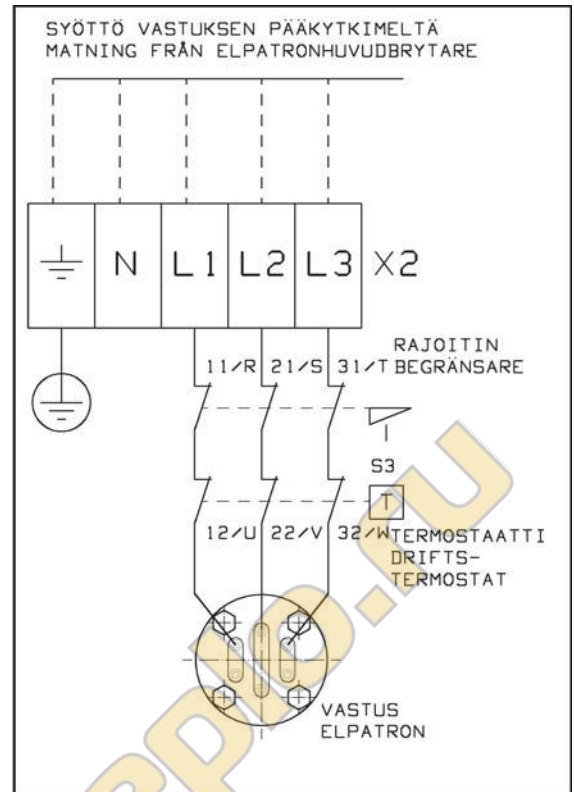 SYÖTTÖ VASTUKSEN PÄÄKYTKIMELTÄ
MATNING FRÅN ELPATRONHUVUDBRYTARE
N L1 L2 L3 X2
RAJOITIN
11/R 21/S 31/T BEGRÄNSARE
S3
T
12/U 22/V 32/W TERMOSTAATTI
DRIFTS-
TERMOSTAT
VASTUS
ELPATRON